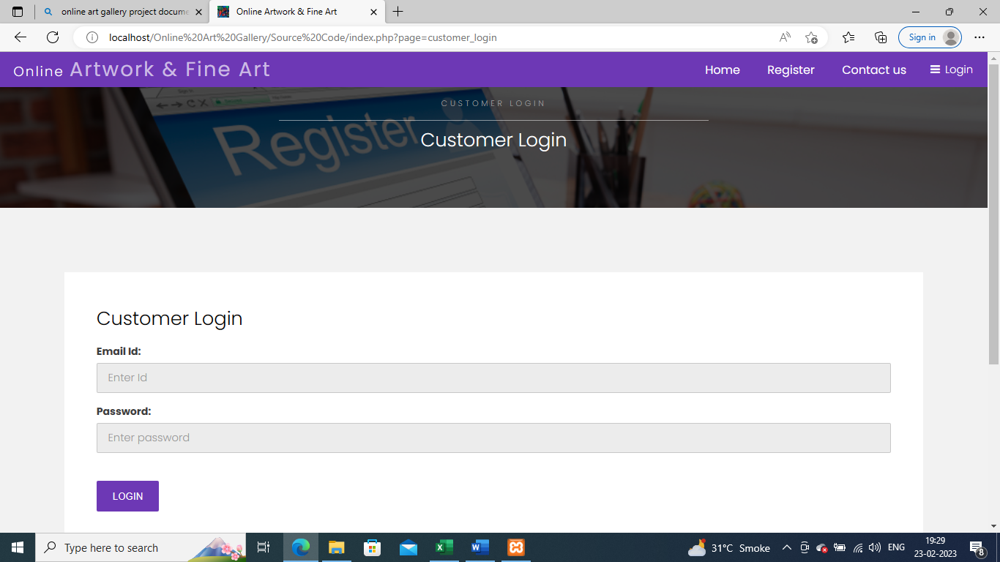 online art gallery project docume
Online Artwork & Fine Art
localhost/Online%20Art%20Gallery/Source%20Code/index.php?page=customer_login
Sign in
Online Artwork & Fine Art
Home
Register
Contact us
Login
CUSTOMER LOGIN
Register
Customer Login
Customer Login
Email Id:
Enter Id
Password:
Enter password
LOGIN
Type here to search
31°C Smoke
ENG
19:29
23-02-2023
8